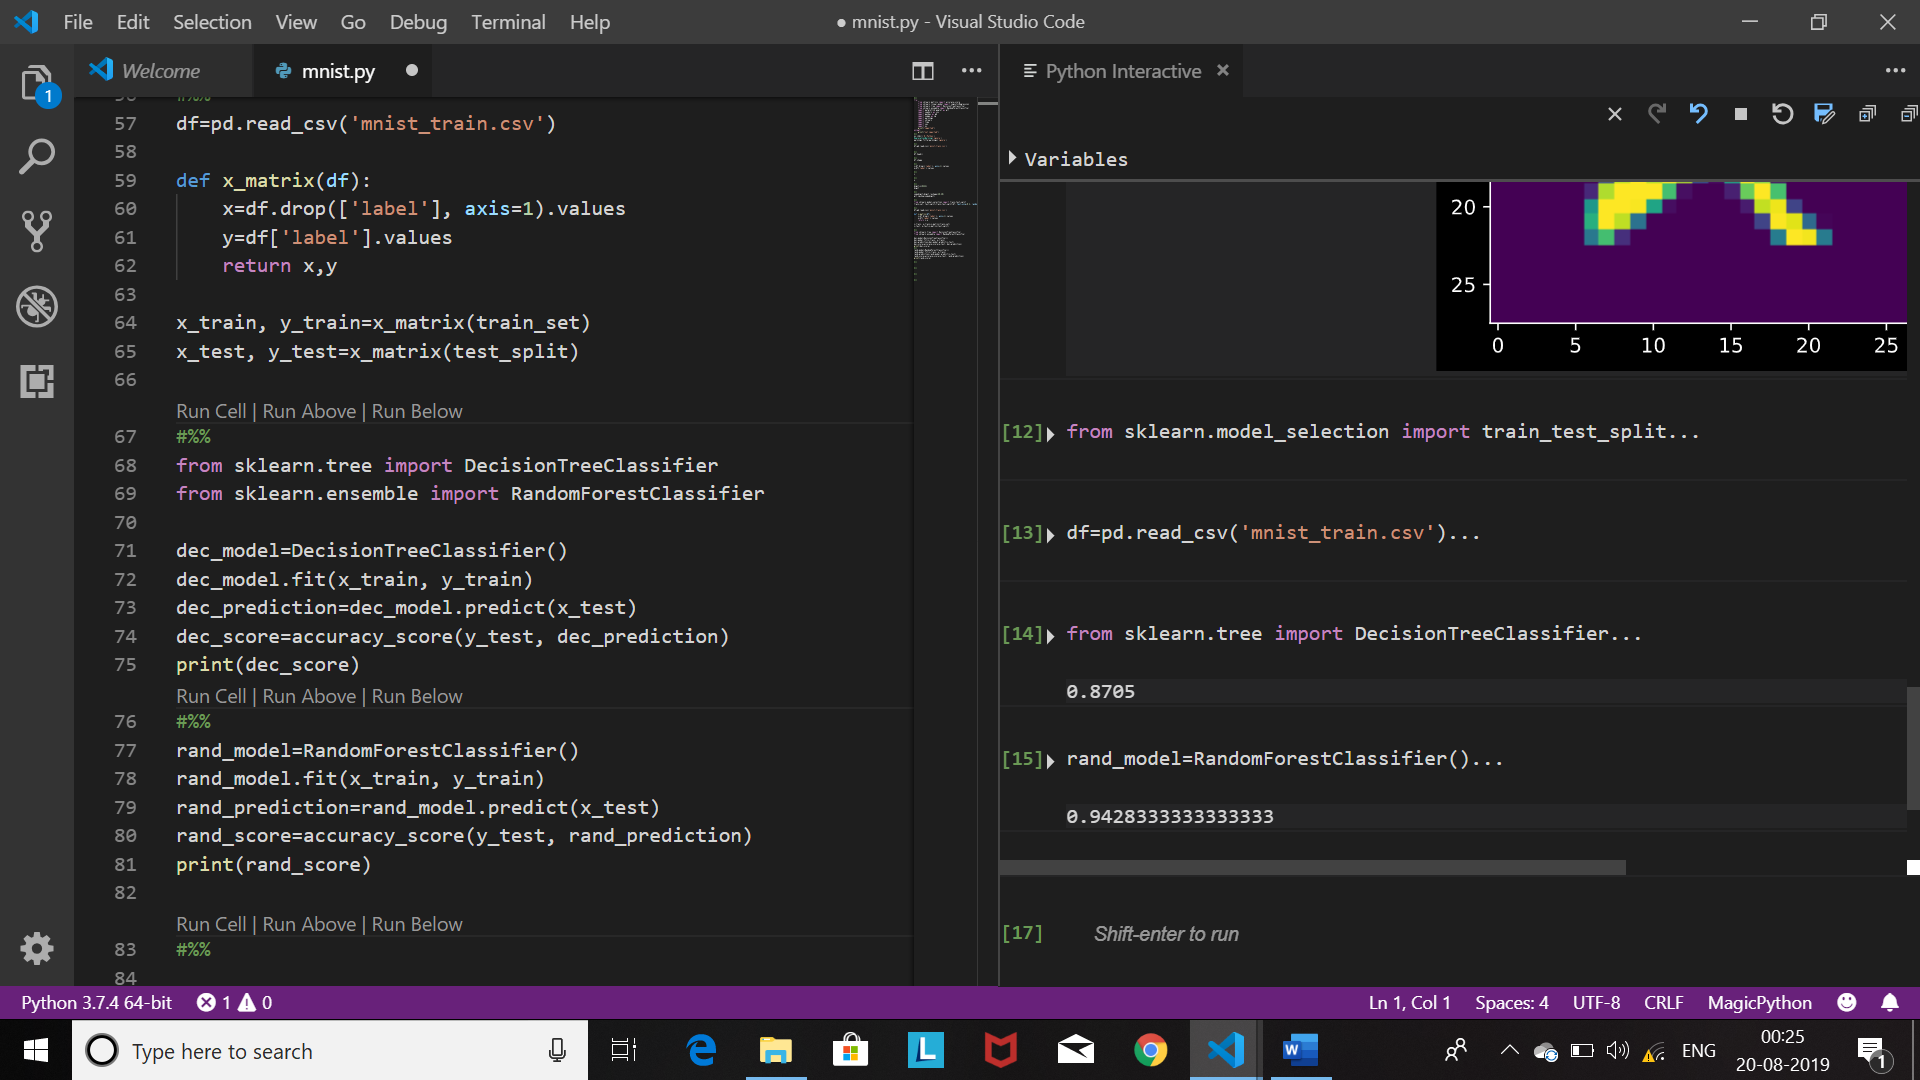 File Edit Selection View Go Debug Terminal Help
● mnist.py - Visual Studio Code
1
Welcome
mnist.py
57 df=pd.read_csv('mnist_train.csv')
58
59 def x_matrix(df):
60 x=df.drop(['label'], axis=1).values
61 y=df['label'].values
62 return x,y
63
64 x_train, y_train=x_matrix(train_set)
65 x_test, y_test=x_matrix(test_split)
66
Run Cell | Run Above | Run Below
67 #%%
68 from sklearn.tree import DecisionTreeClassifier
69 from sklearn.ensemble import RandomForestClassifier
70
71 dec_model=DecisionTreeClassifier()
72 dec_model.fit(x_train, y_train)
73 dec_prediction=dec_model.predict(x_test)
74 dec_score=accuracy_score(y_test, dec_prediction)
75 print(dec_score)
Run Cell | Run Above | Run Below
76 #%%
77 rand_model=RandomForestClassifier()
78 rand_model.fit(x_train, y_train)
79 rand_prediction=rand_model.predict(x_test)
80 rand_score=accuracy_score(y_test, rand_prediction)
81 print(rand_score)
82
Run Cell | Run Above | Run Below
83 #%%
84
Python Interactive
Variables
20
25
0 5 10 15 20 25
[12] from sklearn.model_selection import train_test_split...
[13] df=pd.read_csv('mnist_train.csv')...
[14] from sklearn.tree import DecisionTreeClassifier...
0.8705
[15] rand_model=RandomForestClassifier()...
0.9428333333333333
[17] Shift-enter to run
Python 3.7.4 64-bit 1 0
Ln 1, Col 1 Spaces: 4 UTF-8 CRLF MagicPython
Type here to search
L
W
ENG
00:25
20-08-2019
1